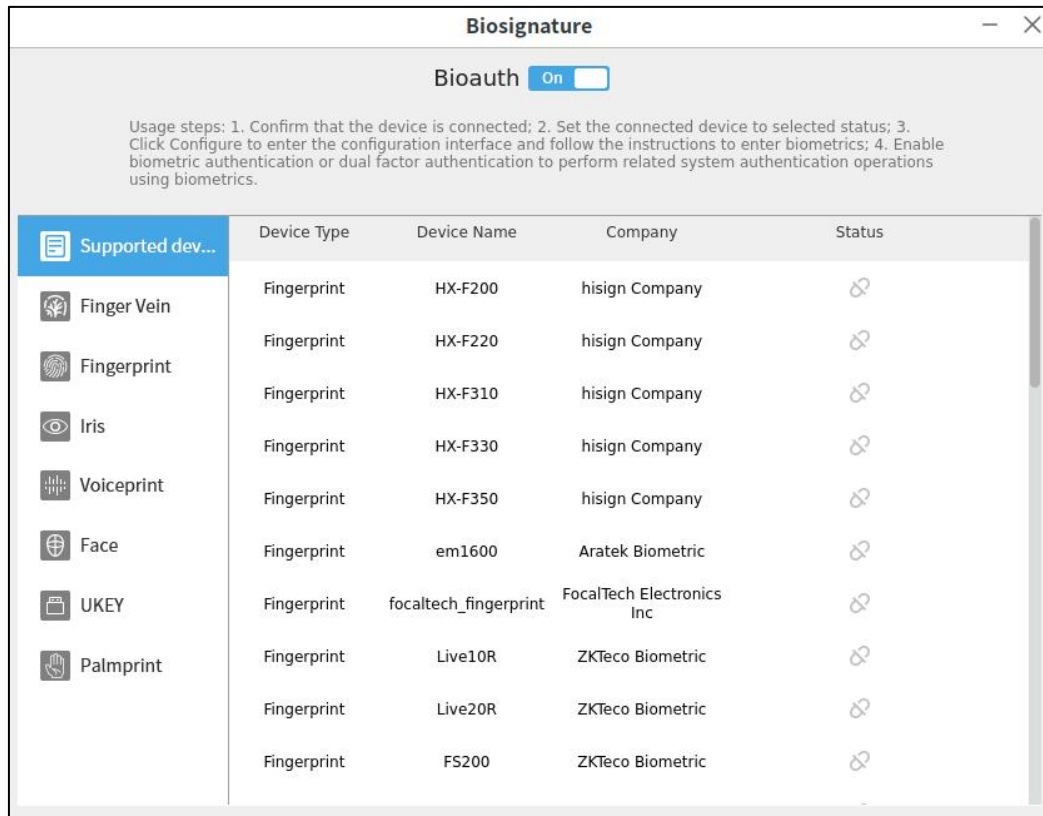 Biosignature
Bioauth On
Usage steps: 1. Confirm that the device is connected; 2. Set the connected device to selected status; 3.
Click Configure to enter the configuration interface and follow the instructions to enter biometrics; 4. Enable
biometric authentication or dual factor authentication to perform related system authentication operations
using biometrics.
Supported dev...
Finger Vein
Fingerprint
Iris
Voiceprint
Face
UKEY
Palmprint
Device Type Device Name Company Status
Fingerprint HX-F200 hisign Company
Fingerprint HX-F220 hisign Company
Fingerprint HX-F310 hisign Company
Fingerprint HX-F330 hisign Company
Fingerprint HX-F350 hisign Company
Fingerprint em1600 Aratek Biometric
Fingerprint focaltech_fingerprint FocalTech Electronics
Inc
Fingerprint Live10R ZKTeco Biometric
Fingerprint Live20R ZKTeco Biometric
Fingerprint FS200 ZKTeco Biometric